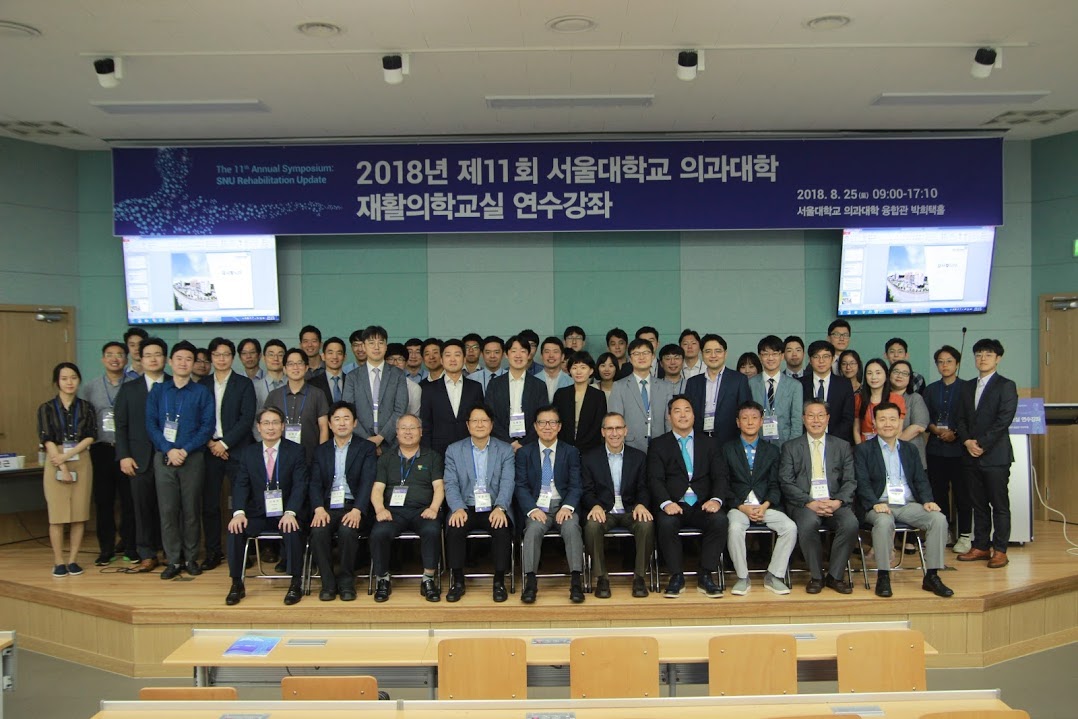 The 11th Annual Symposium:
SNU Rehabilitation Update
2018년 제11회 서울대학교 의과대학
재활의학교실 연수강좌
2018. 8. 25(토) 09:00-17:10
서울대학교 의과대학 융합관 박희택홀